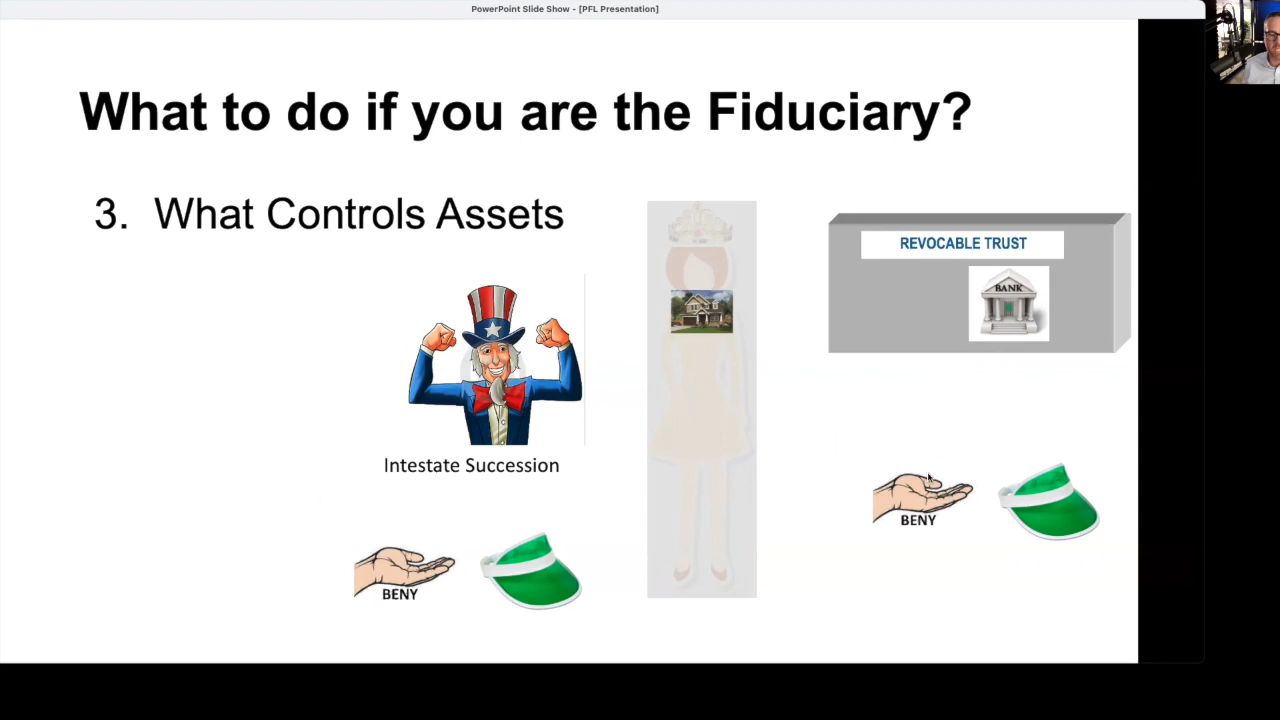 PowerPoint Slide Show - [PFL Presentation]
What to do if you are the Fiduciary?
3. What Controls Assets
REVOCABLE TRUST
BANK
Intestate Succession
BENY
BENY